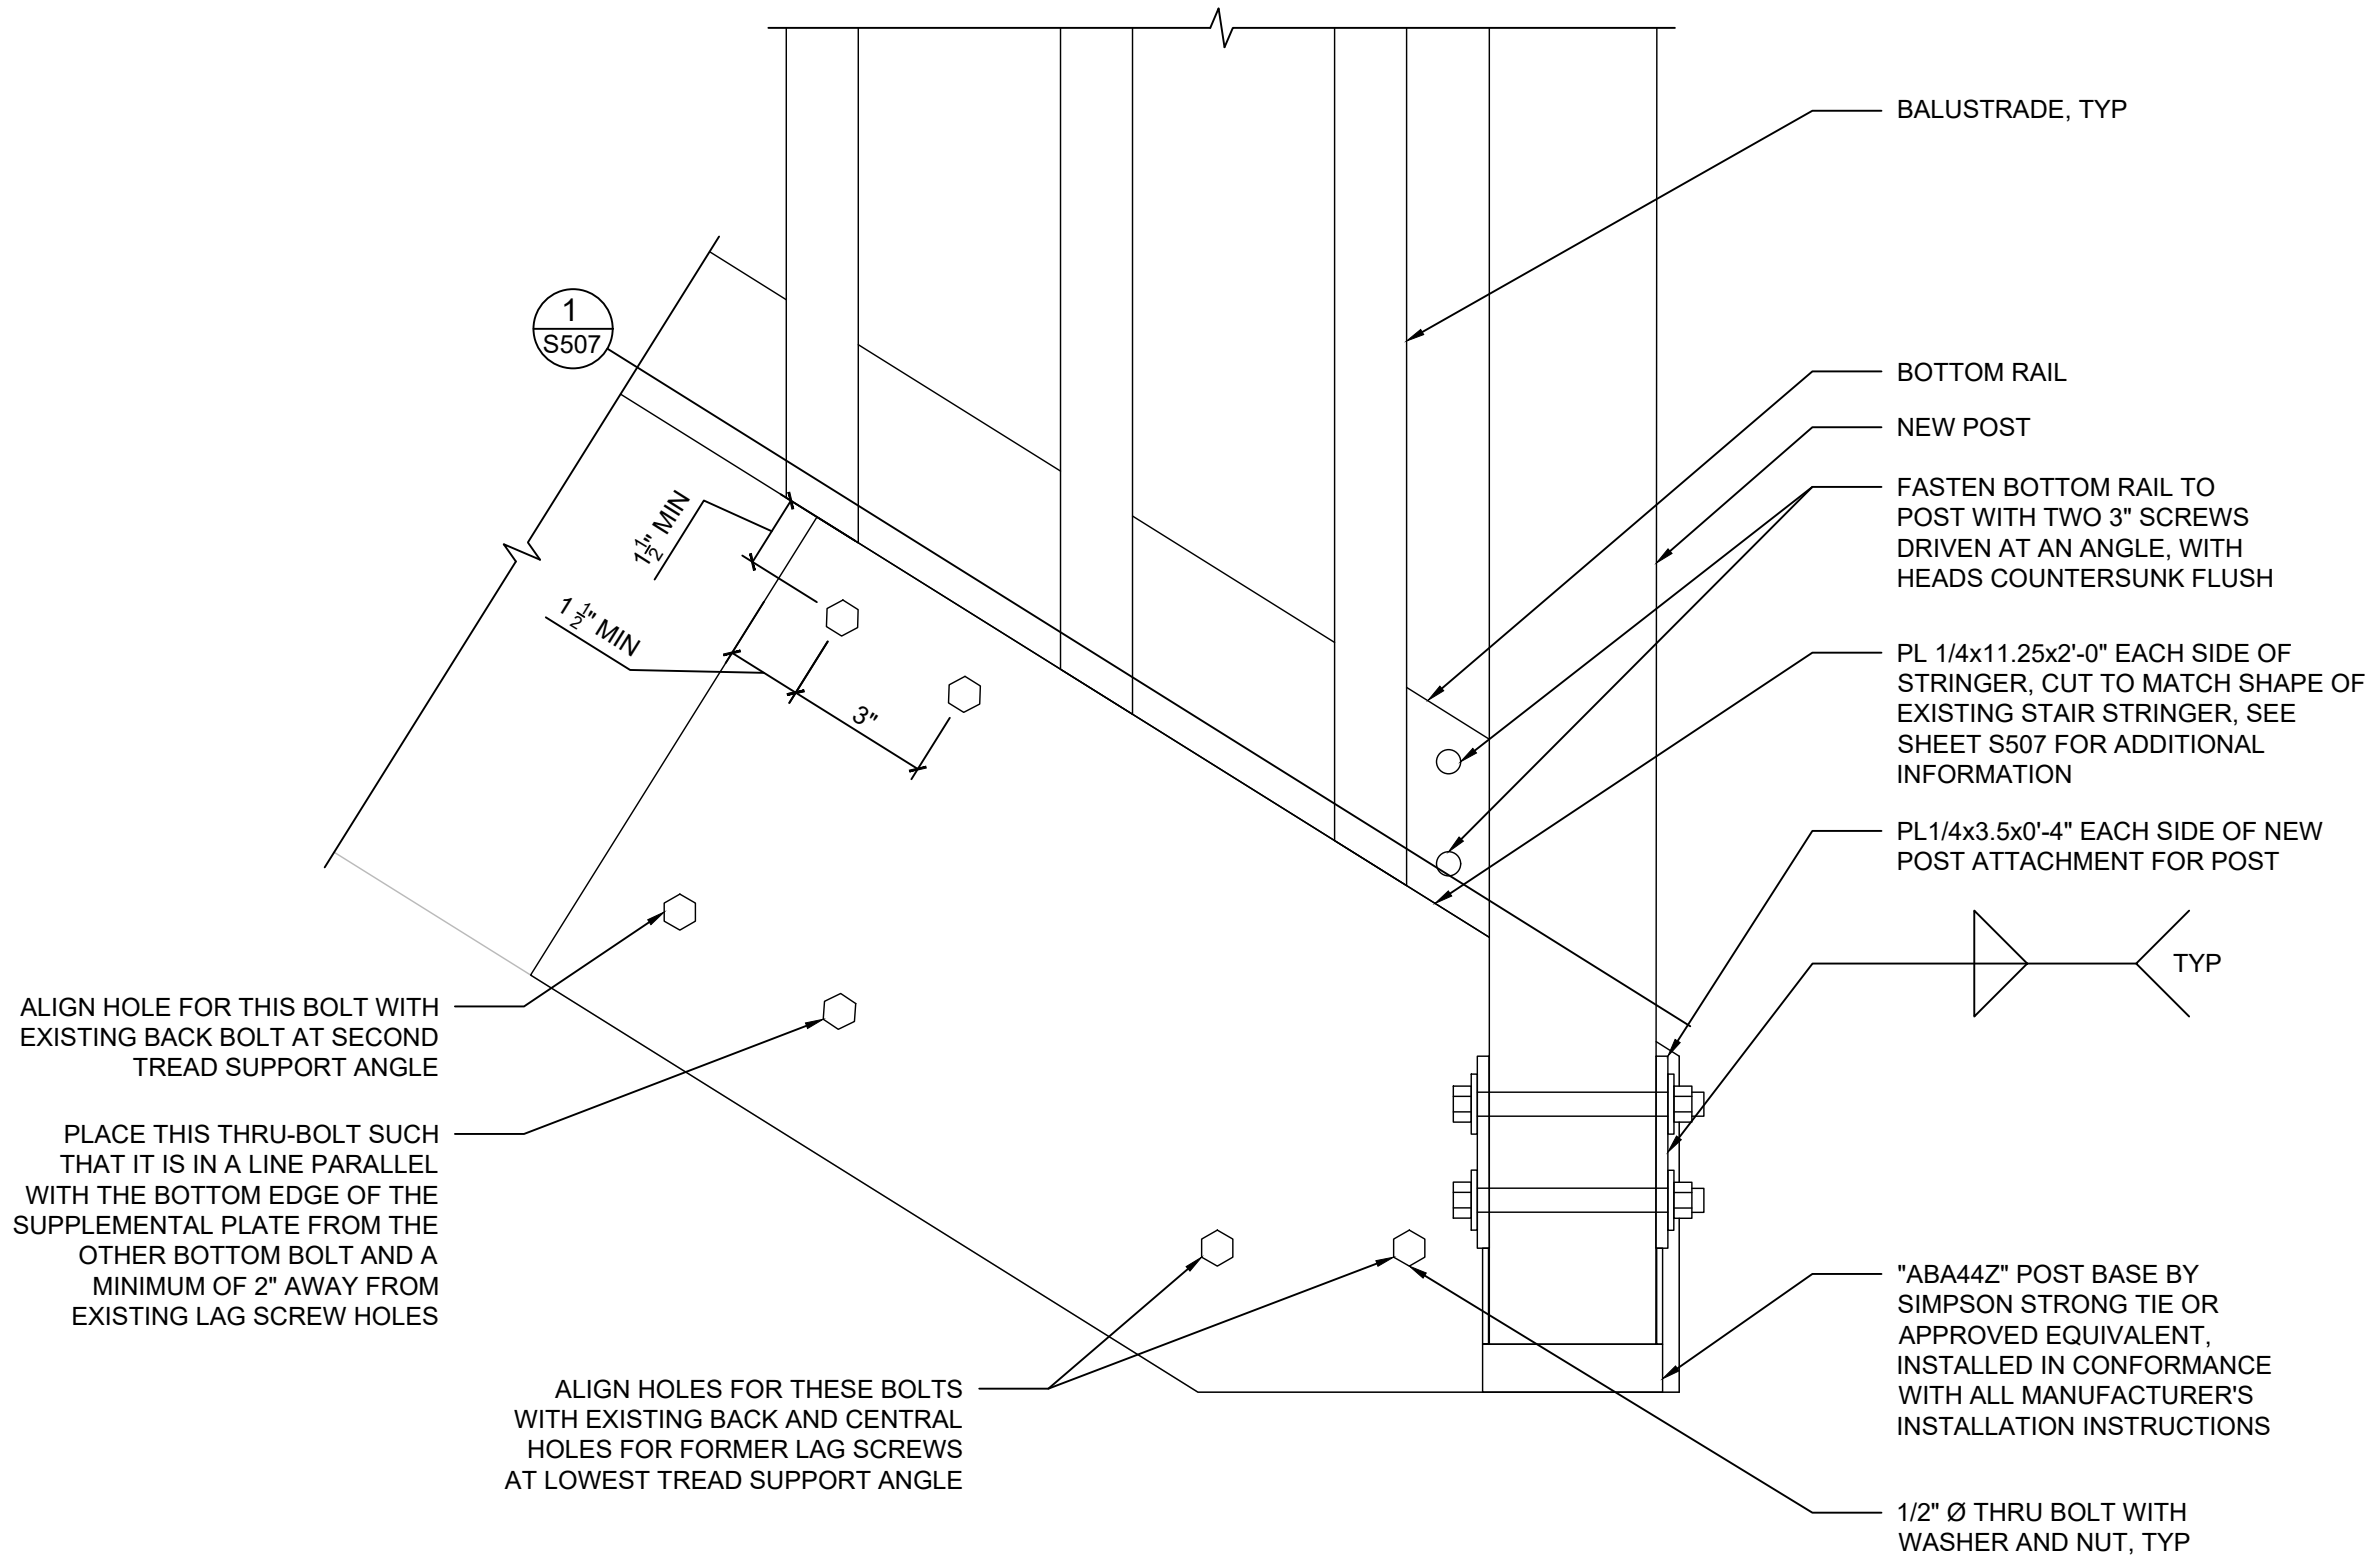 BALUSTRADE, TYP
1
S507
BOTTOM RAIL
NEW POST
FASTEN BOTTOM RAIL TO
POST WITH TWO 3" SCREWS
DRIVEN AT AN ANGLE, WITH
HEADS COUNTERSUNK FLUSH
1 1/2" MIN
1 1/2" MIN
3"
PL 1/4x11.25x2'-0" EACH SIDE OF
STRINGER, CUT TO MATCH SHAPE OF
EXISTING STAIR STRINGER, SEE
SHEET S507 FOR ADDITIONAL
INFORMATION
PL1/4x3.5x0'-4" EACH SIDE OF NEW
POST ATTACHMENT FOR POST
TYP
ALIGN HOLE FOR THIS BOLT WITH
EXISTING BACK BOLT AT SECOND
TREAD SUPPORT ANGLE
PLACE THIS THRU-BOLT SUCH
THAT IT IS IN A LINE PARALLEL
WITH THE BOTTOM EDGE OF THE
SUPPLEMENTAL PLATE FROM THE
OTHER BOTTOM BOLT AND A
MINIMUM OF 2" AWAY FROM
EXISTING LAG SCREW HOLES
"ABA44Z" POST BASE BY
SIMPSON STRONG TIE OR
APPROVED EQUIVALENT,
INSTALLED IN CONFORMANCE
WITH ALL MANUFACTURER'S
INSTALLATION INSTRUCTIONS
ALIGN HOLES FOR THESE BOLTS
WITH EXISTING BACK AND CENTRAL
HOLES FOR FORMER LAG SCREWS
AT LOWEST TREAD SUPPORT ANGLE
1/2" Ø THRU BOLT WITH
WASHER AND NUT, TYP